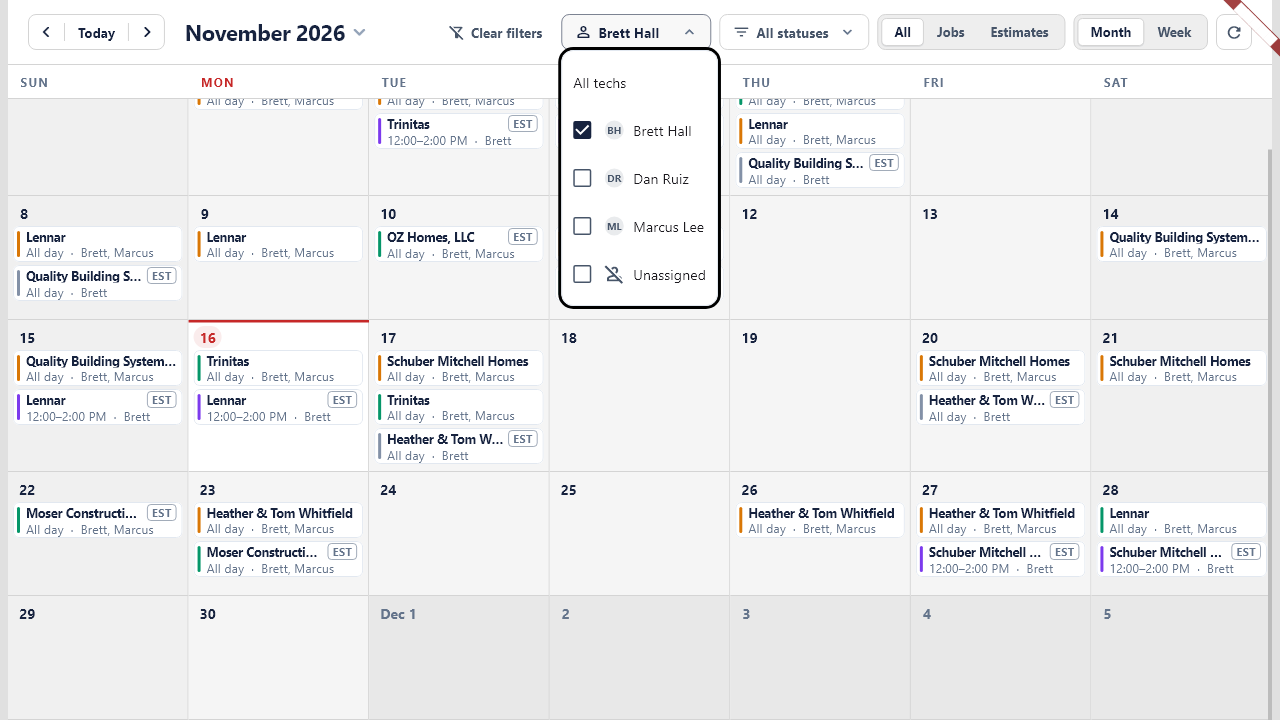 Today
November 2026
Clear filters
Brett Hall
All statuses
All
Jobs
Estimates
Month
Week
SUN
MON
TUE
THU
FRI
SAT
All techs
BH Brett Hall
DR Dan Ruiz
ML Marcus Lee
Unassigned
All day · Brett, Marcus
All day · Brett, Marcus
Trinitas EST
12:00–2:00 PM · Brett
All day · Brett, Marcus
Lennar
All day · Brett, Marcus
Quality Building S... EST
All day · Brett
8
Lennar
All day · Brett, Marcus
Quality Building S... EST
All day · Brett
9
Lennar
All day · Brett, Marcus
10
OZ Homes, LLC EST
All day · Brett, Marcus
12
13
14
Quality Building System...
All day · Brett, Marcus
15
Quality Building System...
All day · Brett, Marcus
Lennar EST
12:00–2:00 PM · Brett
16
Trinitas
All day · Brett, Marcus
Lennar EST
12:00–2:00 PM · Brett
17
Schuber Mitchell Homes
All day · Brett, Marcus
Trinitas
All day · Brett, Marcus
Heather & Tom W... EST
All day · Brett
18
19
20
Schuber Mitchell Homes
All day · Brett, Marcus
Heather & Tom W... EST
All day · Brett
21
Schuber Mitchell Homes
All day · Brett, Marcus
22
Moser Constructi... EST
All day · Brett, Marcus
23
Heather & Tom Whitfield
All day · Brett, Marcus
Moser Constructi... EST
All day · Brett, Marcus
24
25
26
Heather & Tom Whitfield
All day · Brett, Marcus
27
Heather & Tom Whitfield
All day · Brett, Marcus
Schuber Mitchell ... EST
12:00–2:00 PM · Brett
28
Lennar
All day · Brett, Marcus
Schuber Mitchell ... EST
12:00–2:00 PM · Brett
29
30
Dec 1
2
3
4
5